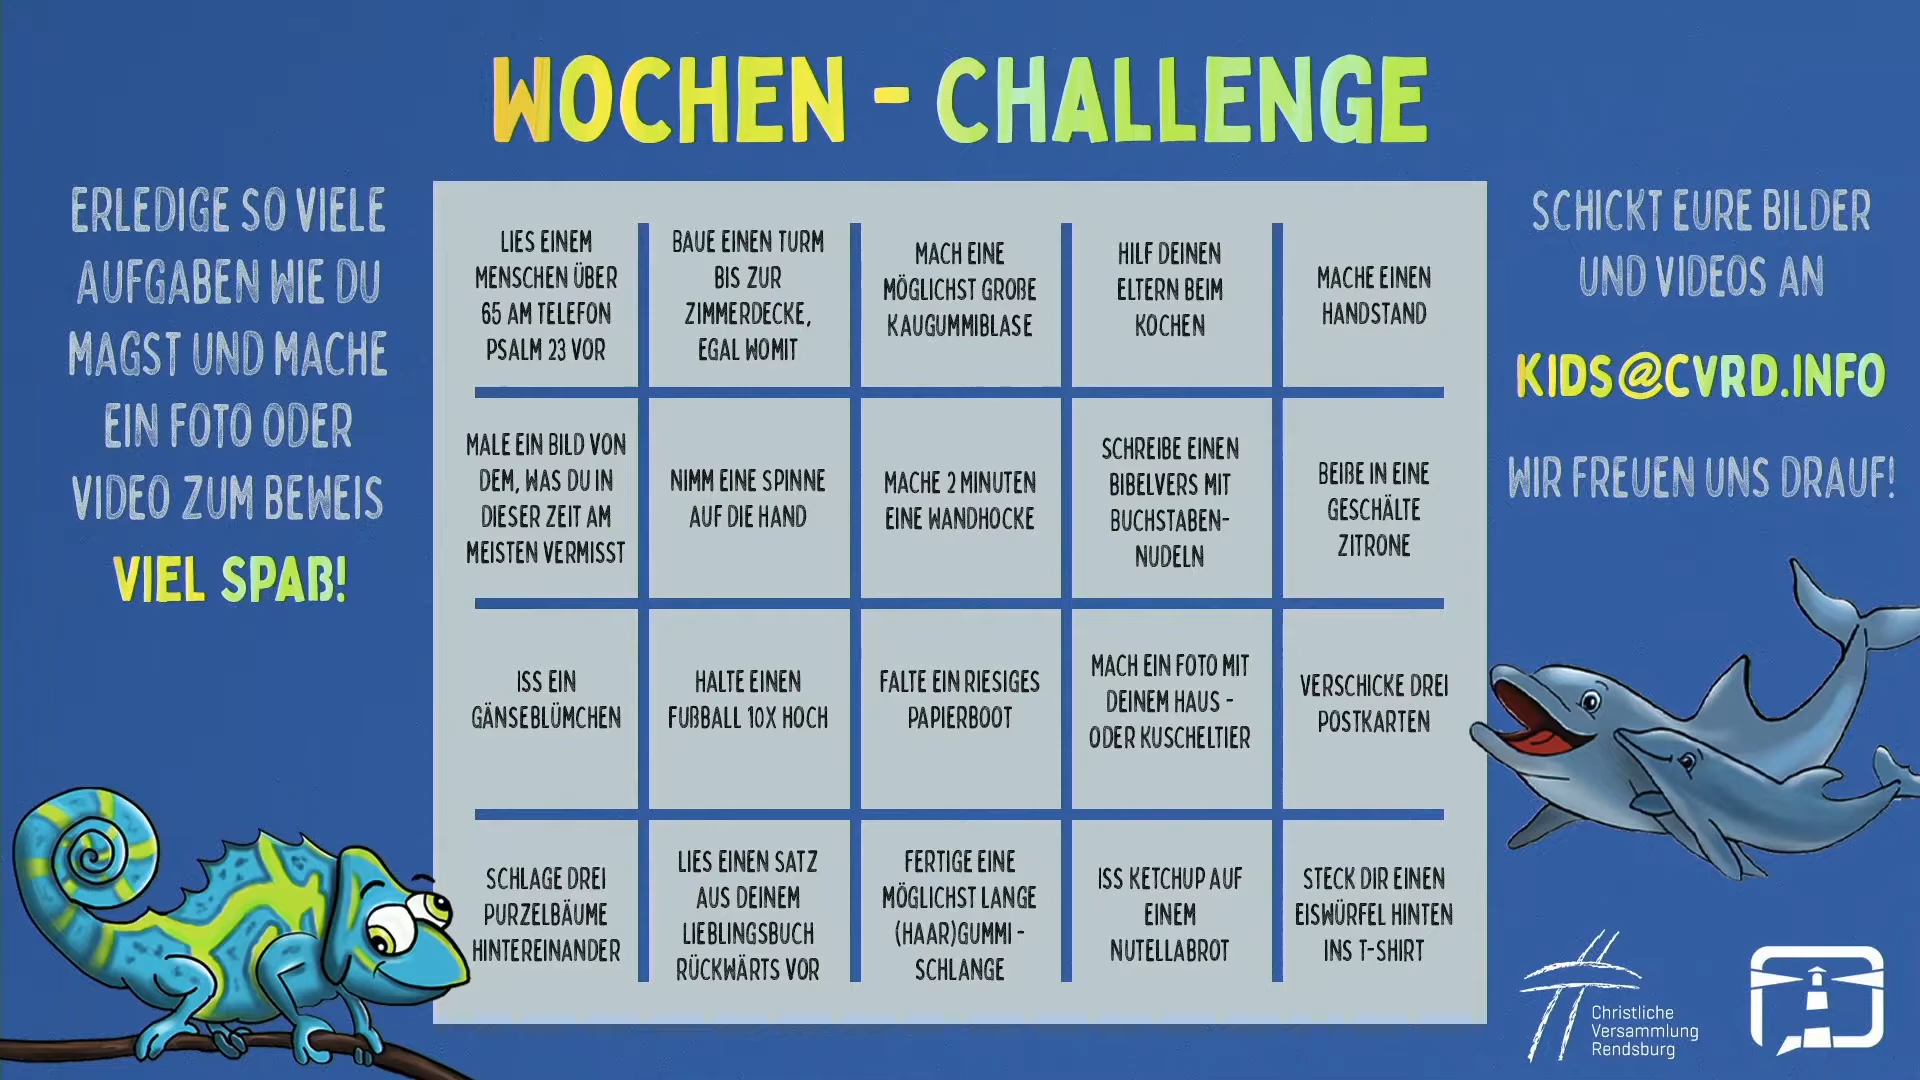 WOCHEN - CHALLENGE
ERLEDIGE SO VIELE
AUFGABEN WIE DU
MAGST UND MACHE
EIN FOTO ODER
VIDEO ZUM BEWEIS
VIEL SPAß!
LIES EINEM
MENSCHEN ÜBER
65 AM TELEFON
PSALM 23 VOR
BAUE EINEN TURM
BIS ZUR
ZIMMERDECKE,
EGAL WOMIT
MACH EINE
MÖGLICHST GROßE
KAUGUMMIBLASE
HILF DEINEN
ELTERN BEIM
KOCHEN
MACHE EINEN
HANDSTAND
MALE EIN BILD VON
DEM, WAS DU IN
DIESER ZEIT AM
MEISTEN VERMISST
NIMM EINE SPINNE
AUF DIE HAND
MACHE 2 MINUTEN
EINE WANDHOCKE
SCHREIBE EINEN
BIBELVERS MIT
BUCHSTABEN-
NUDELN
BEIßE IN EINE
GESCHÄLTE
ZITRONE
ISS EIN
GÄNSEBLÜMCHEN
HALTE EINEN
FUßBALL 10X HOCH
FALTE EIN RIESIGES
PAPIERBOOT
MACH EIN FOTO MIT
DEINEM HAUS -
ODER KUSCHELTIER
VERSCHICKE DREI
POSTKARTEN
SCHLAGE DREI
PURZELBÄUME
HINTEREINANDER
LIES EINEN SATZ
AUS DEINEM
LIEBLINGSBUCH
RÜCKWÄRTS VOR
FERTIGE EINE
MÖGLICHST LANGE
(HAAR)GUMMI -
SCHLANGE
ISS KETCHUP AUF
EINEM
NUTELLABROT
STECK DIR EINEN
EISWÜRFEL HINTEN
INS T-SHIRT
SCHICKT EURE BILDER
UND VIDEOS AN
KIDS@CVRD.INFO
WIR FREUEN UNS DRAUF!
Christliche
Versammlung
Rendsburg